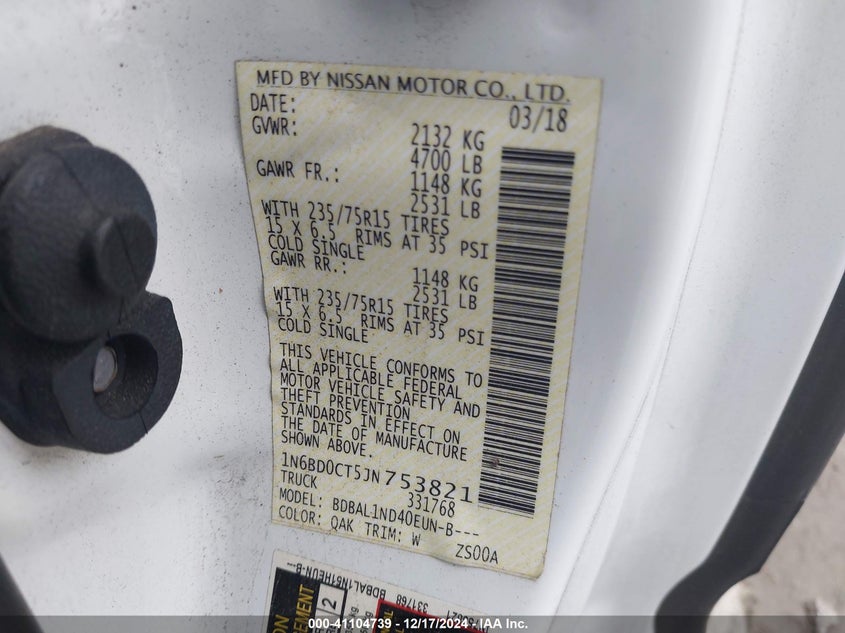 MFD BY NISSAN MOTOR CO., LTD.
DATE: 03/18
GVWR: 2132 KG
4700 LB
GAWR FR.: 1148 KG
2531 LB
WITH 235/75R15 TIRES
15 X 6.5 RIMS AT 35 PSI
COLD SINGLE
GAWR RR.: 1148 KG
2531 LB
WITH 235/75R15 TIRES
15 X 6.5 RIMS AT 35 PSI
COLD SINGLE
THIS VEHICLE CONFORMS TO
ALL APPLICABLE FEDERAL
MOTOR VEHICLE SAFETY AND
THEFT PREVENTION
STANDARDS IN EFFECT ON
THE DATE OF MANUFACTURE
SHOWN ABOVE.
1N6BD0CT5JN753821
TRUCK 331768
MODEL: BDBAL1ND40EUN-B---
COLOR: QAK TRIM: W ZS00A
331768 BDBAL1N61HEUN-B--
2
000-41104739 - 12/17/2024 - IAA Inc.